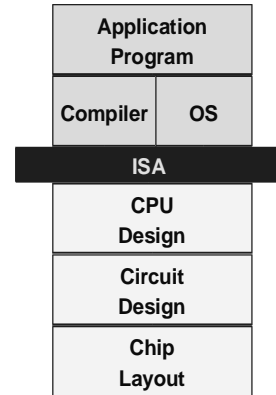 Application
Program
Compiler OS
ISA
CPU
Design
Circuit
Design
Chip
Layout